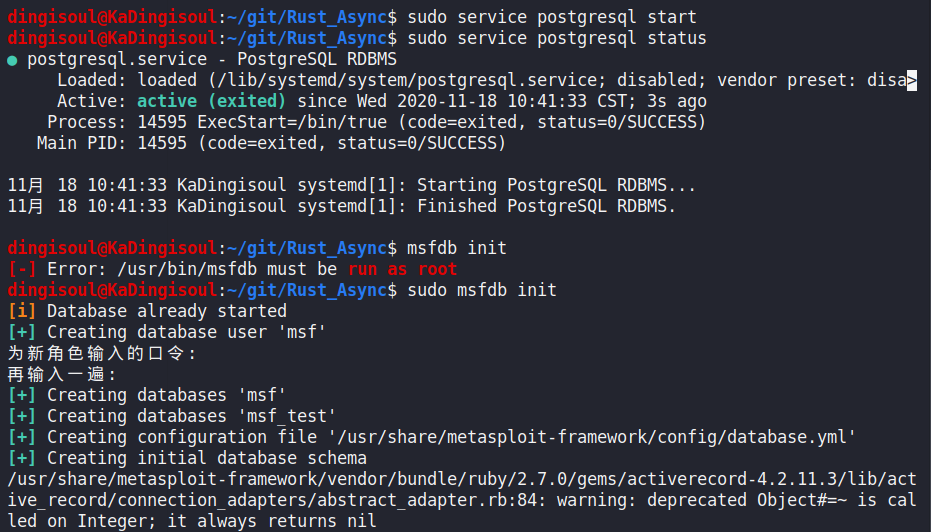 dingisoul@KaDingisoul:~/git/Rust_Async$ sudo service postgresql start
dingisoul@KaDingisoul:~/git/Rust_Async$ sudo service postgresql status
● postgresql.service - PostgreSQL RDBMS
     Loaded: loaded (/lib/systemd/system/postgresql.service; disabled; vendor preset: disa>
     Active: active (exited) since Wed 2020-11-18 10:41:33 CST; 3s ago
    Process: 14595 ExecStart=/bin/true (code=exited, status=0/SUCCESS)
   Main PID: 14595 (code=exited, status=0/SUCCESS)
11月 18 10:41:33 KaDingisoul systemd[1]: Starting PostgreSQL RDBMS...
11月 18 10:41:33 KaDingisoul systemd[1]: Finished PostgreSQL RDBMS.
dingisoul@KaDingisoul:~/git/Rust_Async$ msfdb init
[-] Error: /usr/bin/msfdb must be run as root
dingisoul@KaDingisoul:~/git/Rust_Async$ sudo msfdb init
[i] Database already started
[+] Creating database user 'msf'
为新角色输入的口令:
再输入一遍:
[+] Creating databases 'msf'
[+] Creating databases 'msf_test'
[+] Creating configuration file '/usr/share/metasploit-framework/config/database.yml'
[+] Creating initial database schema
/usr/share/metasploit-framework/vendor/bundle/ruby/2.7.0/gems/activerecord-4.2.11.3/lib/act
ive_record/connection_adapters/abstract_adapter.rb:84: warning: deprecated Object#=~ is cal
led on Integer; it always returns nil